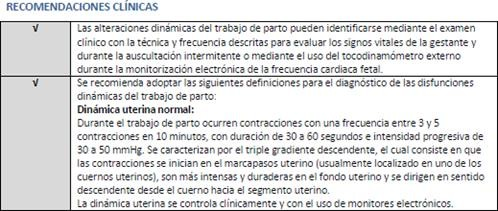 RECOMENDACIONES CLÍNICAS
√
Las alteraciones dinámicas del trabajo de parto pueden identificarse mediante el examen
clínico con la técnica y frecuencia descritas para evaluar los signos vitales de la gestante y
durante la auscultación intermitente o mediante el uso del tocodinamómetro externo
durante la monitorización electrónica de la frecuencia cardiaca fetal.
√
Se recomienda adoptar las siguientes definiciones para el diagnóstico de las disfunciones
dinámicas del trabajo de parto:
Dinámica uterina normal:
Durante el trabajo de parto ocurren contracciones con una frecuencia entre 3 y 5
contracciones en 10 minutos, con duración de 30 a 60 segundos e intensidad progresiva de
30 a 50 mmHg. Se caracterizan por el triple gradiente descendente, el cual consiste en que
las contracciones se inician en el marcapasos uterino (usualmente localizado en uno de los
cuernos uterinos), son más intensas y duraderas en el fondo uterino y se dirigen en sentido
descendente desde el cuerno hacia el segmento uterino.
La dinámica uterina se controla clínicamente y con el uso de monitores electrónicos.